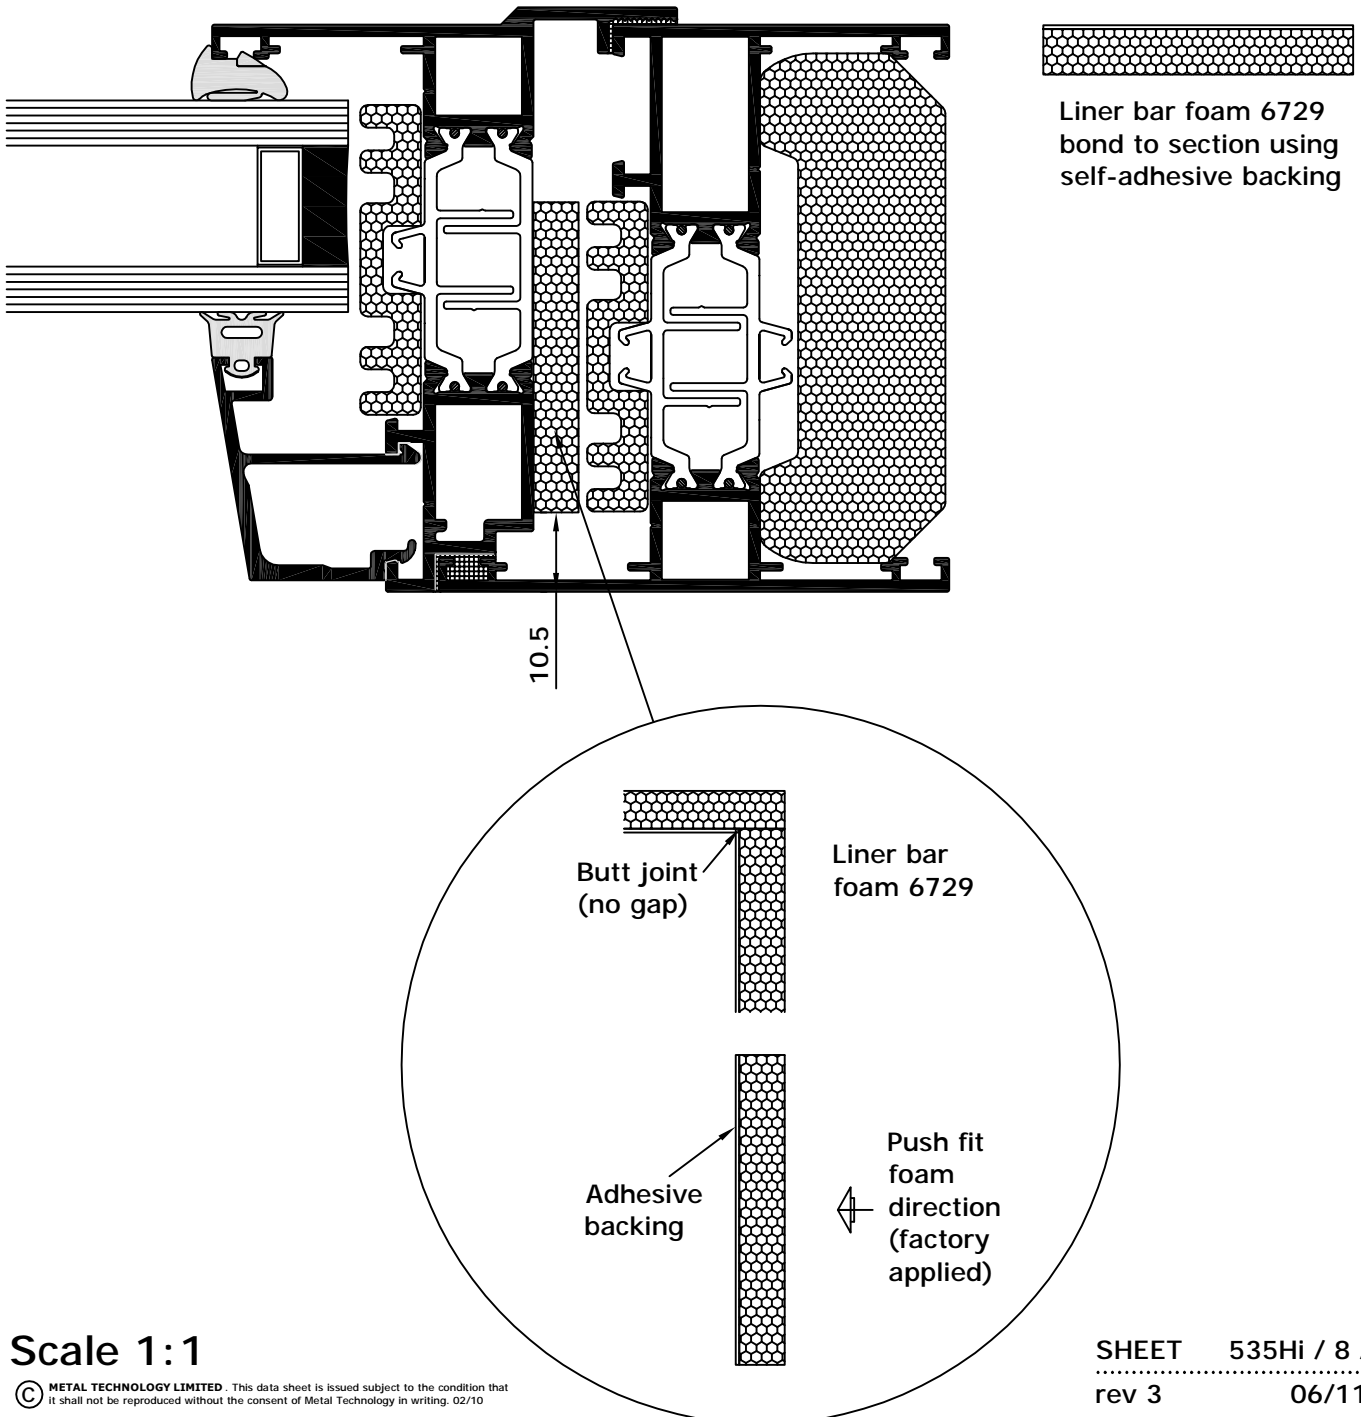 Liner bar foam 6729
bond to section using
self-adhesive backing
10.5
Butt joint
(no gap)
Liner bar
foam 6729
Adhesive
backing
Push fit
foam
direction
(factory
applied)
Scale 1:1
© METAL TECHNOLOGY LIMITED . This data sheet is issued subject to the condition that
it shall not be reproduced without the consent of Metal Technology in writing. 02/10
SHEET 535Hi / 8
rev 3 06/11